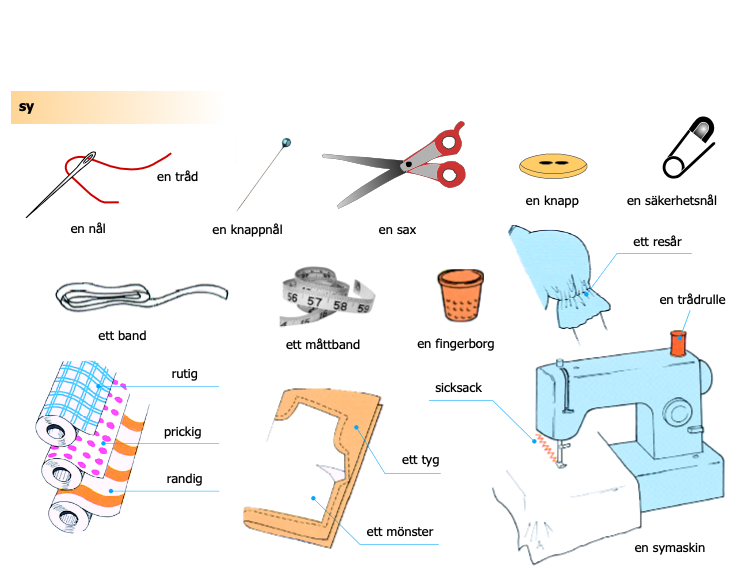 sy
en tråd
en nål
en knappnål
en sax
en knapp
en säkerhetsnål
ett resår
en trådrulle
ett band
56 57 58 59
ett måttband
en fingerborg
rutig
prickig
randig
sicksack
ett tyg
ett mönster
en symaskin